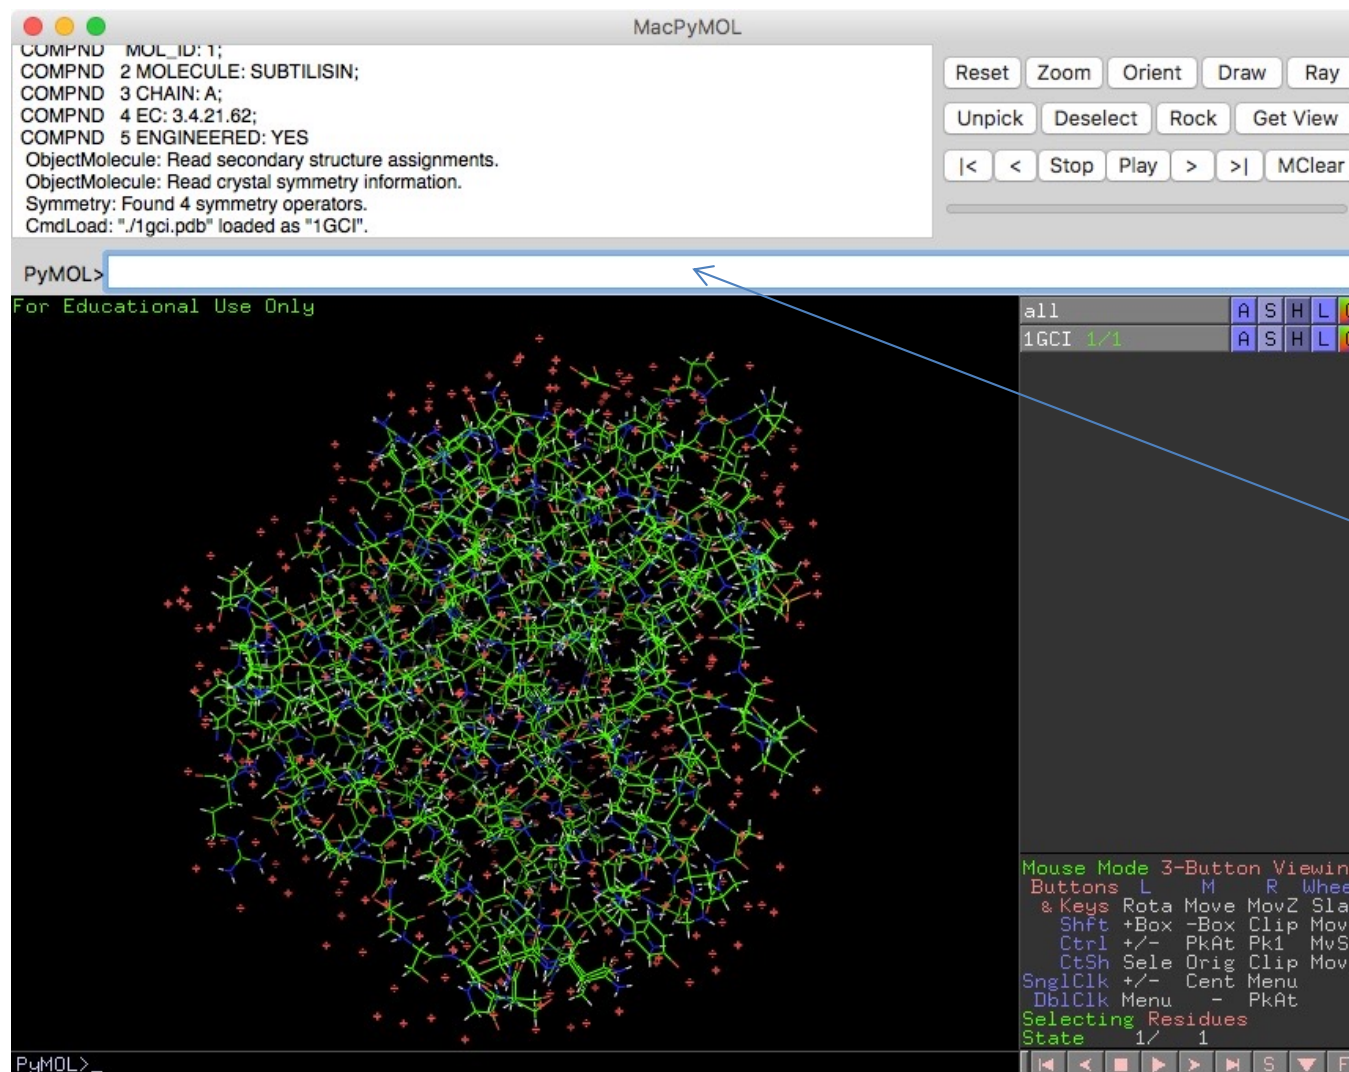 MacPyMOL
COMPND MOL_ID: 1;
COMPND 2 MOLECULE: SUBTILISIN;
COMPND 3 CHAIN: A;
COMPND 4 EC: 3.4.21.62;
COMPND 5 ENGINEERED: YES
ObjectMolecule: Read secondary structure assignments.
ObjectMolecule: Read crystal symmetry information.
Symmetry: Found 4 symmetry operators.
CmdLoad: "./1gci.pdb" loaded as "1GCI".
Reset Zoom Orient Draw Ray
Unpick Deselect Rock Get View
|< < Stop Play > >| MClear
PyMOL>
For Educational Use Only
all A S H L
1GCI 1/1 A S H L
Mouse Mode 3-Button Viewin
Buttons L M R Whee
& Keys Rota Move MovZ Sla
Shft +Box -Box Clip Mov
Ctrl +/- PkAt Pk1 MvS
CtSh Sele Orig Clip Mov
SnglClk +/- Cent Menu
DblClk Menu - PkAt
Selecting Residues
State 1/ 1
PyMOL>_
S F